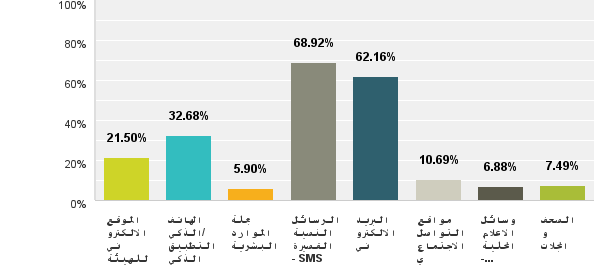 100%
80%
60%
40%
20%
0%
21.50%
32.68%
5.90%
68.92%
62.16%
10.69%
6.88%
7.49%
الموقع
الالكترو
ني
للهيئة
الهاتف
الذكي/
التطبيق
الذكي
مجلة
الموارد
البشرية
الرسائل
النصية
القصيرة
- SMS
البريد
الالكترو
ني
مواقع
التواصل
الاجتماع
ي
وسائل
الاعلام
المحلية
-...
الصحف
و
المجلات